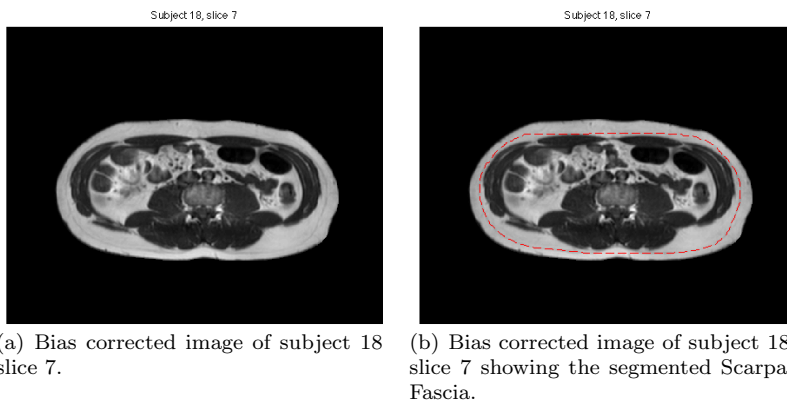 Subject 18, slice 7
Subject 18, slice 7
(a) Bias corrected image of subject 18
slice 7.
(b) Bias corrected image of subject 18
slice 7 showing the segmented Scarpa
Fascia.